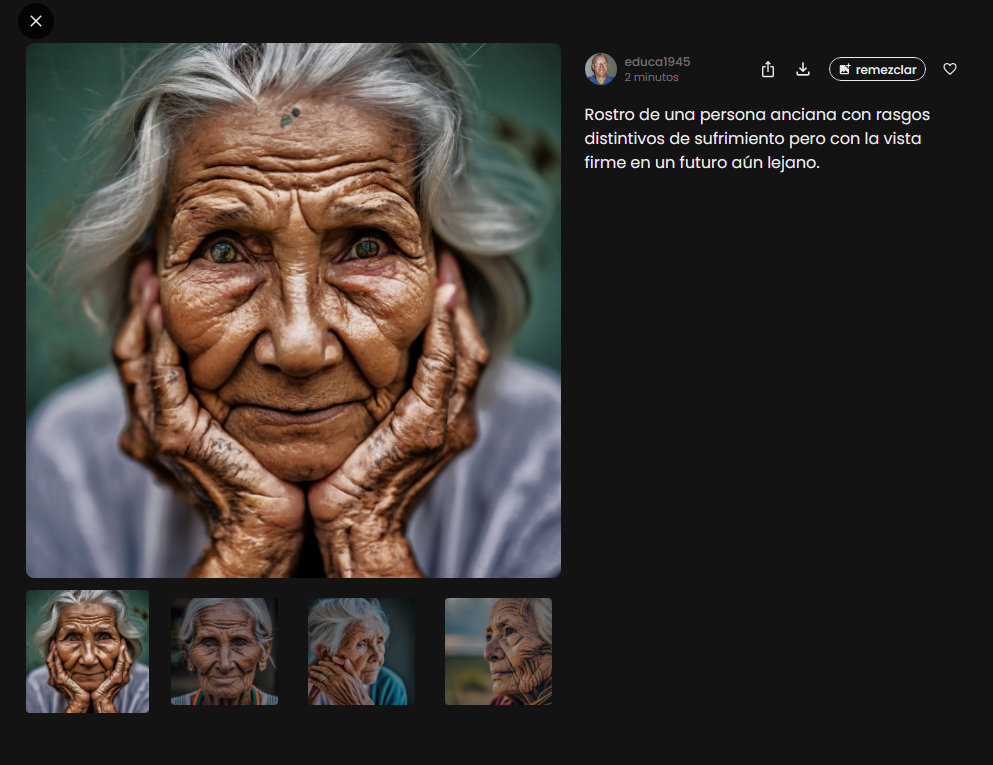 educa1945
2 minutos
remezclar
Rostro de una persona anciana con rasgos
distintivos de sufrimiento pero con la vista
firme en un futuro aún lejano.